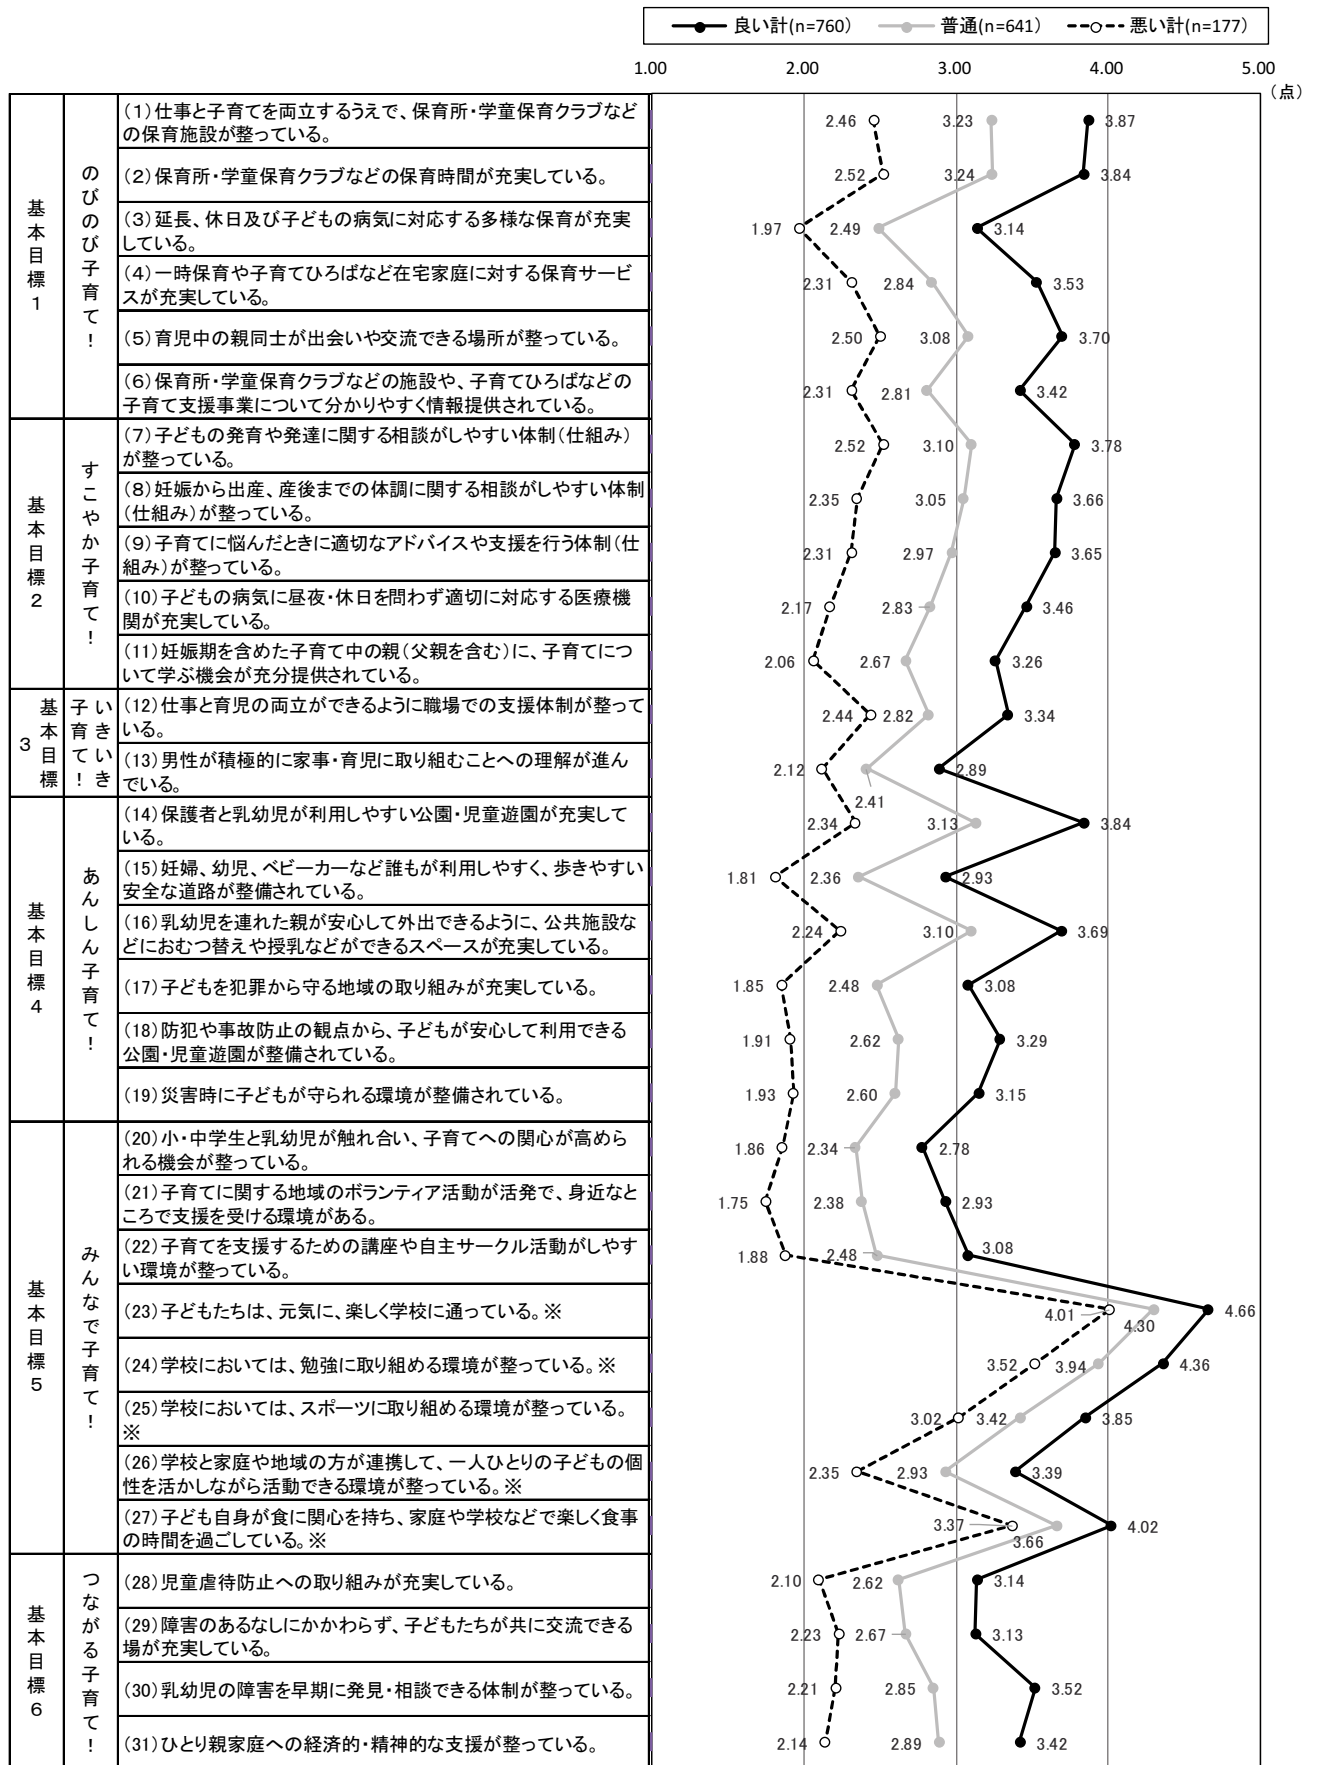 良い計(n=760) 普通(n=641) 悪い計(n=177)
1.00 2.00 3.00 4.00 5.00
(点)
基本目標1
のびのび子育て!
(1)仕事と子育てを両立するうえで、保育所・学童保育クラブなど
の保育施設が整っている。
2.46 3.23 3.87
(2)保育所・学童保育クラブなどの保育時間が充実している。
2.52 3.24 3.84
(3)延長、休日及び子どもの病気に対応する多様な保育が充実
している。
1.97 2.49 3.14
(4)一時保育や子育てひろばなど在宅家庭に対する保育サービ
スが充実している。
2.31 2.84 3.53
(5)育児中の親同士が出会いや交流できる場所が整っている。
2.50 3.08 3.70
(6)保育所・学童保育クラブなどの施設や、子育てひろばなどの
子育て支援事業について分かりやすく情報提供されている。
2.31 2.81 3.42
基本目標2
すこやか子育て!
(7)子どもの発育や発達に関する相談がしやすい体制(仕組み)
が整っている。
2.52 3.10 3.78
(8)妊娠から出産、産後までの体調に関する相談がしやすい体制
(仕組み)が整っている。
2.35 3.05 3.66
(9)子育てに悩んだときに適切なアドバイスや支援を行う体制(仕
組み)が整っている。
2.31 2.97 3.65
(10)子どもの病気に昼夜・休日を問わず適切に対応する医療機
関が充実している。
2.17 2.83 3.46
(11)妊娠期を含めた子育て中の親(父親を含む)に、子育てにつ
いて学ぶ機会が充分提供されている。
2.06 2.67 3.26
基本目標3
いきいき子育て!
(12)仕事と育児の両立ができるように職場での支援体制が整って
いる。
2.44 2.82 3.34
(13)男性が積極的に家事・育児に取り組むことへの理解が進ん
でいる。
2.12 2.41 2.89
基本目標4
あんしん子育て!
(14)保護者と乳幼児が利用しやすい公園・児童遊園が充実して
いる。
2.34 3.13 3.84
(15)妊婦、幼児、ベビーカーなど誰もが利用しやすく、歩きやすい
安全な道路が整備されている。
1.81 2.36 2.93
(16)乳幼児を連れた親が安心して外出できるように、公共施設な
どにおむつ替えや授乳などができるスペースが充実している。
2.24 3.10 3.69
(17)子どもを犯罪から守る地域の取り組みが充実している。
1.85 2.48 3.08
(18)防犯や事故防止の観点から、子どもが安心して利用できる
公園・児童遊園が整備されている。
1.91 2.62 3.29
(19)災害時に子どもが守られる環境が整備されている。
1.93 2.60 3.15
基本目標5
みんなで子育て!
(20)小・中学生と乳幼児が触れ合い、子育てへの関心が高めら
れる機会が整っている。
1.86 2.34 2.78
(21)子育てに関する地域のボランティア活動が活発で、身近なと
ころで支援を受ける環境がある。
1.75 2.38 2.93
(22)子育てを支援するための講座や自主サークル活動がしやす
い環境が整っている。
1.88 2.48 3.08
(23)子どもたちは、元気に、楽しく学校に通っている。※
4.01 4.30 4.66
(24)学校においては、勉強に取り組める環境が整っている。※
3.52 3.94 4.36
(25)学校においては、スポーツに取り組める環境が整っている。
※
3.02 3.42 3.85
(26)学校と家庭や地域の方が連携して、一人ひとりの子どもの個
性を活かしながら活動できる環境が整っている。※
2.35 2.93 3.39
(27)子ども自身が食に関心を持ち、家庭や学校などで楽しく食事
の時間を過ごしている。※
3.37 3.66 4.02
基本目標6
つながる子育て!
(28)児童虐待防止への取り組みが充実している。
2.10 2.62 3.14
(29)障害のあるなしにかかわらず、子どもたちが共に交流できる
場が充実している。
2.23 2.67 3.13
(30)乳幼児の障害を早期に発見・相談できる体制が整っている。
2.21 2.85 3.52
(31)ひとり親家庭への経済的・精神的な支援が整っている。
2.14 2.89 3.42